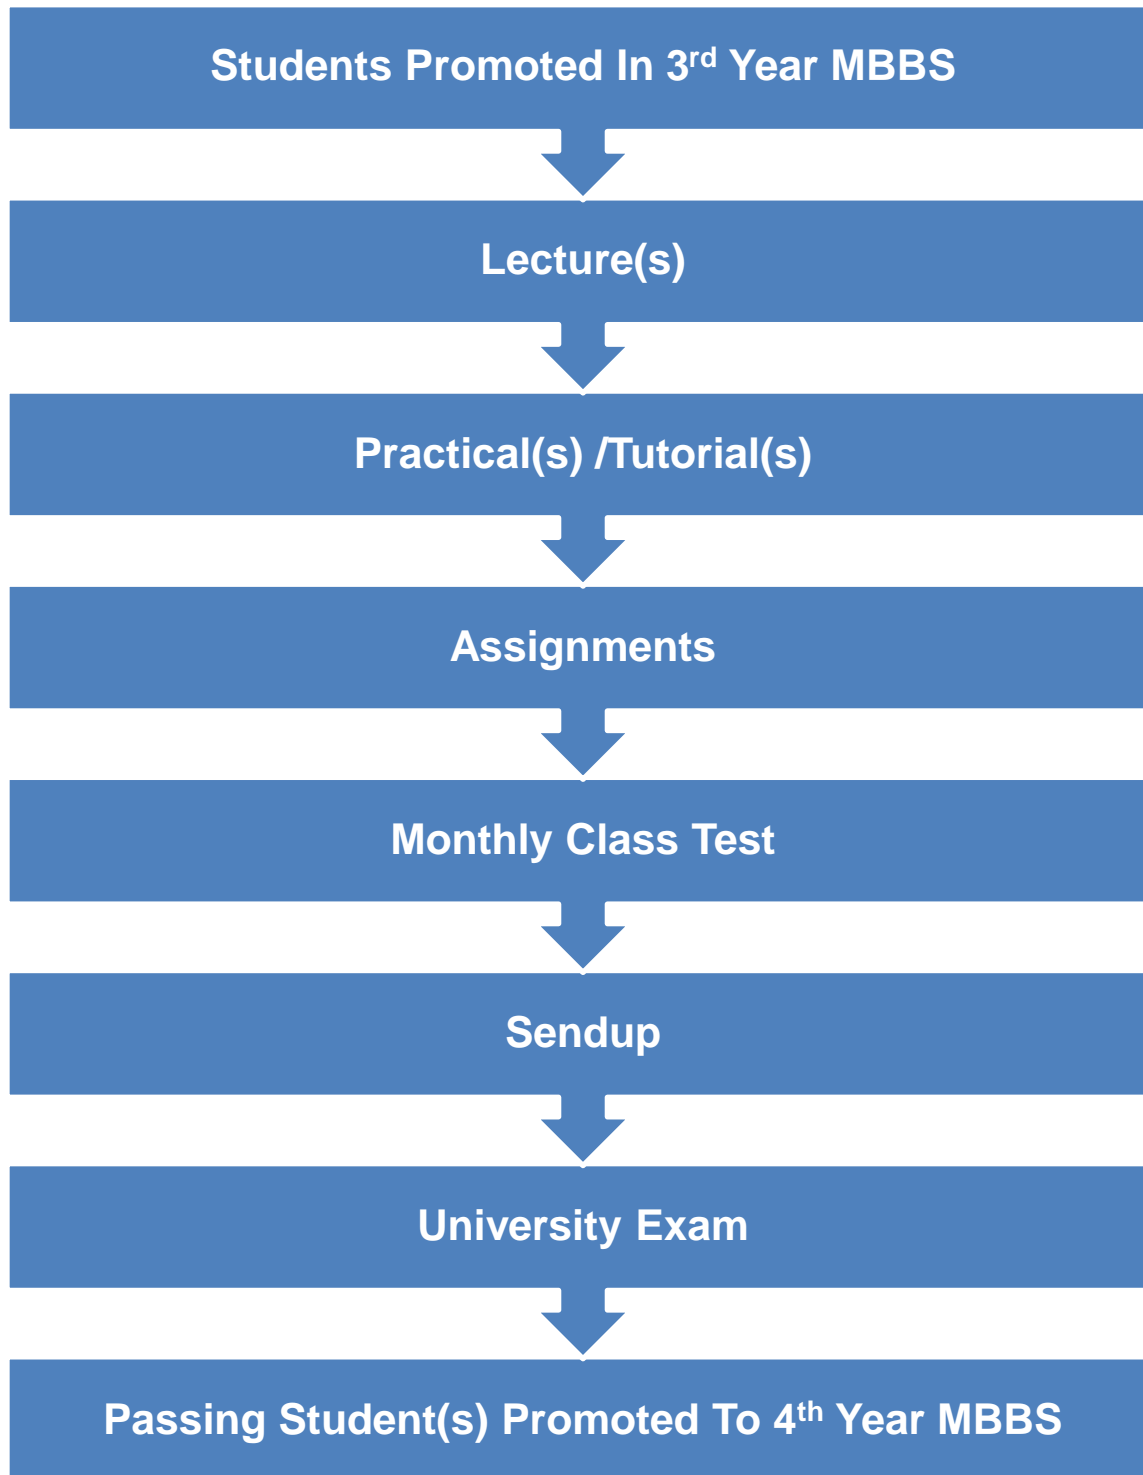 Students Promoted In 3rd Year MBBS
Lecture(s)
Practical(s) /Tutorial(s)
Assignments
Monthly Class Test
Sendup
University Exam
Passing Student(s) Promoted To 4th Year MBBS